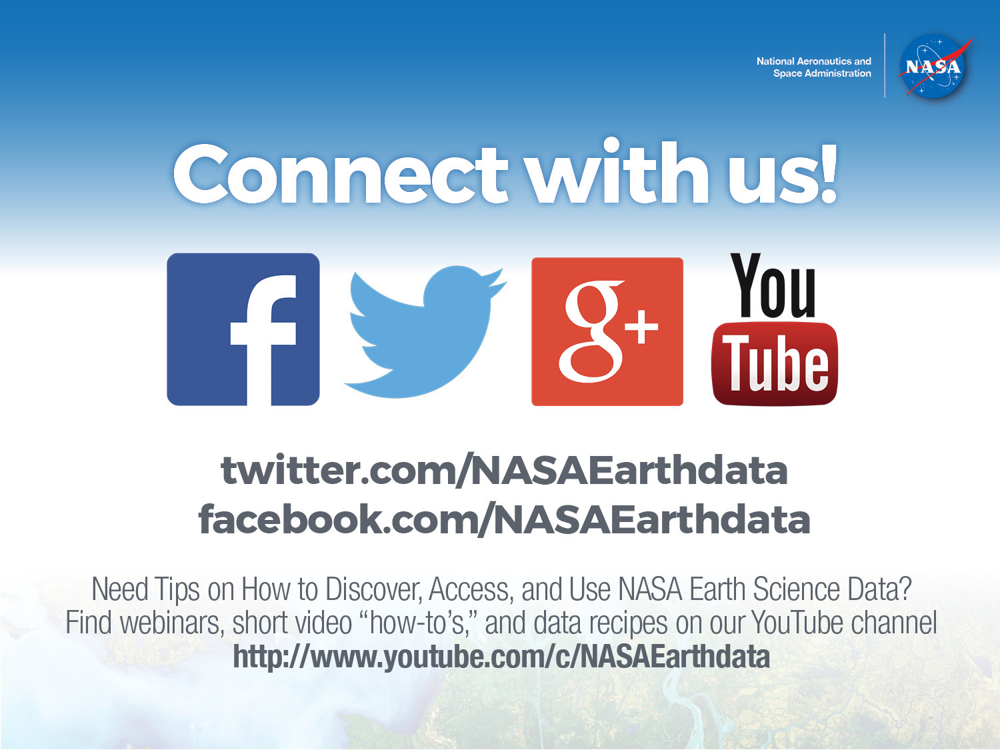 National Aeronautics and
Space Administration
NASA
Connect with us!
f
g+
You
Tube
twitter.com/NASAEarthdata
facebook.com/NASAEarthdata
Need Tips on How to Discover, Access, and Use NASA Earth Science Data?
Find webinars, short video “how-to’s,” and data recipes on our YouTube channel
http://www.youtube.com/c/NASAEarthdata